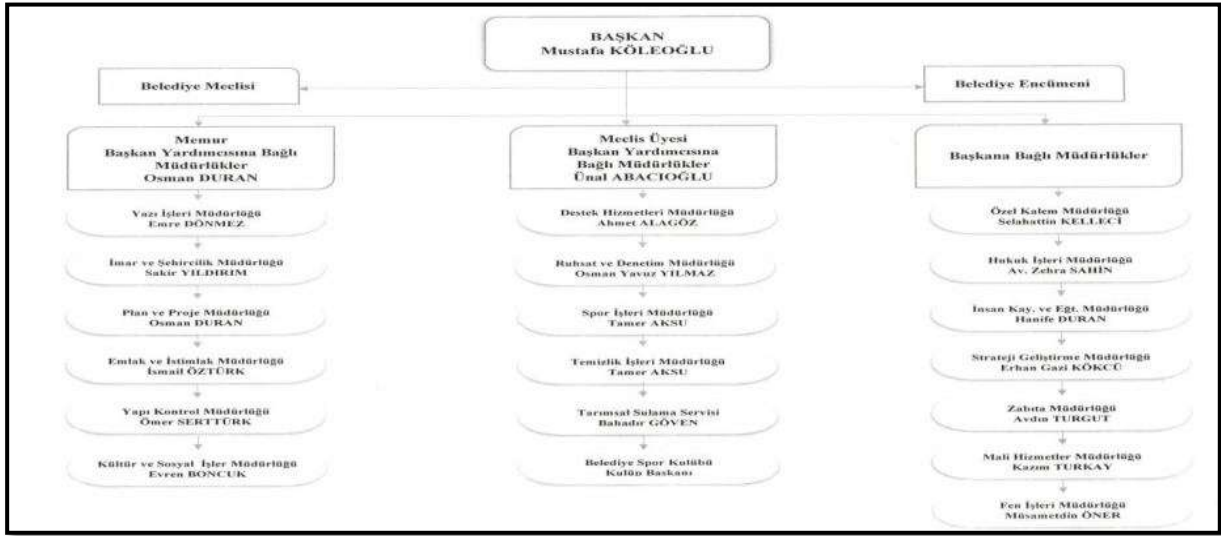 BAŞKAN
Mustafa KÖLEOĞLU
Belediye Meclisi
Belediye Encümeni
Memur
Başkan Yardımcısına Bağlı
Müdürlükler
Osman DURAN
Yazı İşleri Müdürlüğü
Emre DÖNMEZ
İmar ve Şehircilik Müdürlüğü
Sakir YILDIRIM
Plan ve Proje Müdürlüğü
Osman DURAN
Emlak ve İstimlak Müdürlüğü
İsmail ÖZTÜRK
Yapı Kontrol Müdürlüğü
Ömer SERTTÜRK
Kültür ve Sosyal İşler Müdürlüğü
Evren BONCUK
Meclis Üyesi
Başkan Yardımcısına
Bağlı Müdürlükler
Ünal ABACIOĞLU
Destek Hizmetleri Müdürlüğü
Ahmet ALAGÖZ
Ruhsat ve Denetim Müdürlüğü
Osman Yavuz YILMAZ
Spor İşleri Müdürlüğü
Tamer AKSU
Temizlik İşleri Müdürlüğü
Tamer AKSU
Tarımsal Sulama Servisi
Bahadır GÖVEN
Belediye Spor Kulübü
Kulüp Başkanı
Başkana Bağlı Müdürlükler
Özel Kalem Müdürlüğü
Selahattin KELLECİ
Hukuk İşleri Müdürlüğü
Av. Zehra SAHİN
İnsan Kay. ve Eğt. Müdürlüğü
Hanife DURAN
Strateji Geliştirme Müdürlüğü
Erhan Gazi KÖKCÜ
Zabıta Müdürlüğü
Aydın TURGUT
Mali Hizmetler Müdürlüğü
Kazım TURKAY
Fen İşleri Müdürlüğü
Müsametdin ÖNER